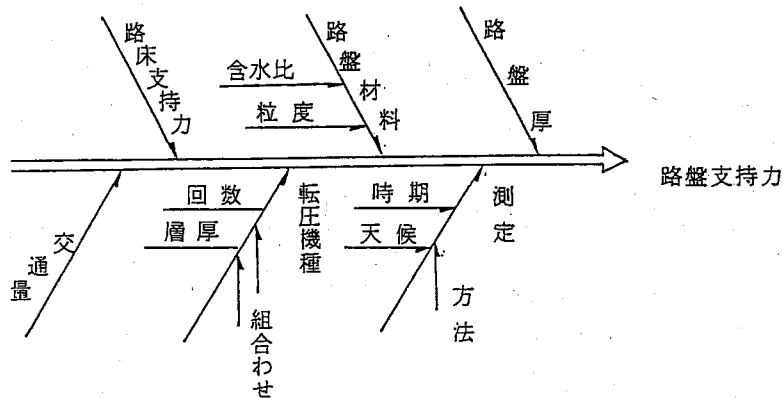 路床支持力
路盤材料
含水比
粒度
路盤厚
路盤支持力
交通量
転圧機種
回数
層厚
組合わせ
測定
時期
天候
方法